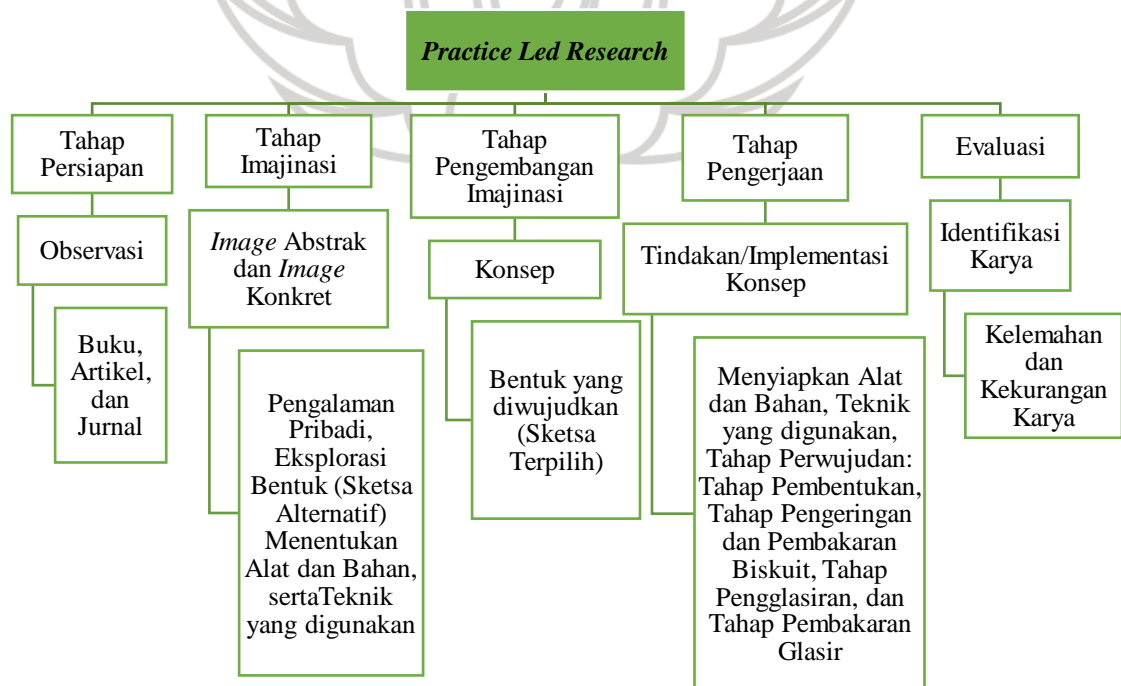 Practice Led Research
Tahap
Persiapan
Observasi
Buku,
Artikel,
dan
Jurnal
Tahap
Imajinasi
Image Abstrak
dan Image
Konkret
Pengalaman
Pribadi,
Eksplorasi
Bentuk (Sketsa
Alternatif)
Menentukan
Alat dan Bahan,
sertaTeknik
yang digunakan
Tahap
Pengembangan
Imajinasi
Konsep
Bentuk yang
diwujudkan
(Sketsa
Terpilih)
Tahap
Pengerjaan
Tindakan/Implementasi
Konsep
Menyiapkan Alat
dan Bahan, Teknik
yang digunakan,
Tahap Perwujudan:
Tahap Pembentukan,
Tahap Pengeringan
dan Pembakaran
Biskuit, Tahap
Pengglasiran, dan
Tahap Pembakaran
Glasir
Evaluasi
Identifikasi
Karya
Kelemahan
dan
Kekurangan
Karya